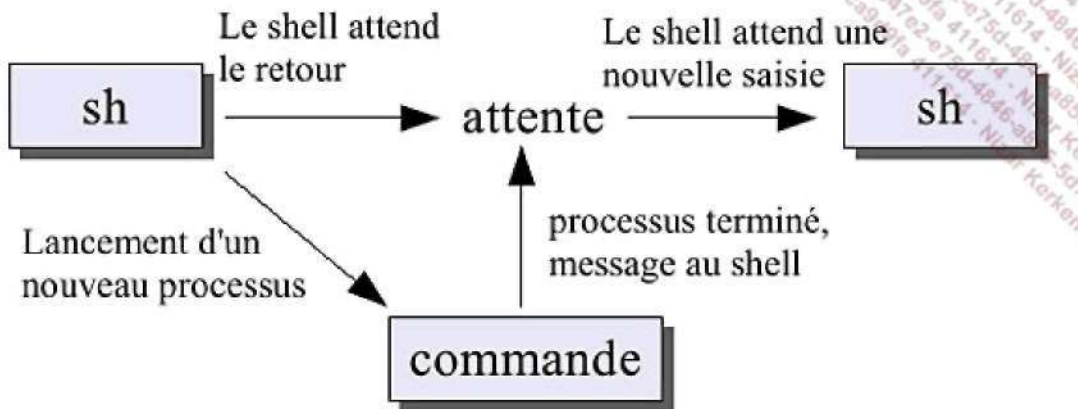 Le shell attend
le retour
Le shell attend une
nouvelle saisie
sh
attente
sh
Lancement d'un
nouveau processus
processus terminé,
message au shell
commande